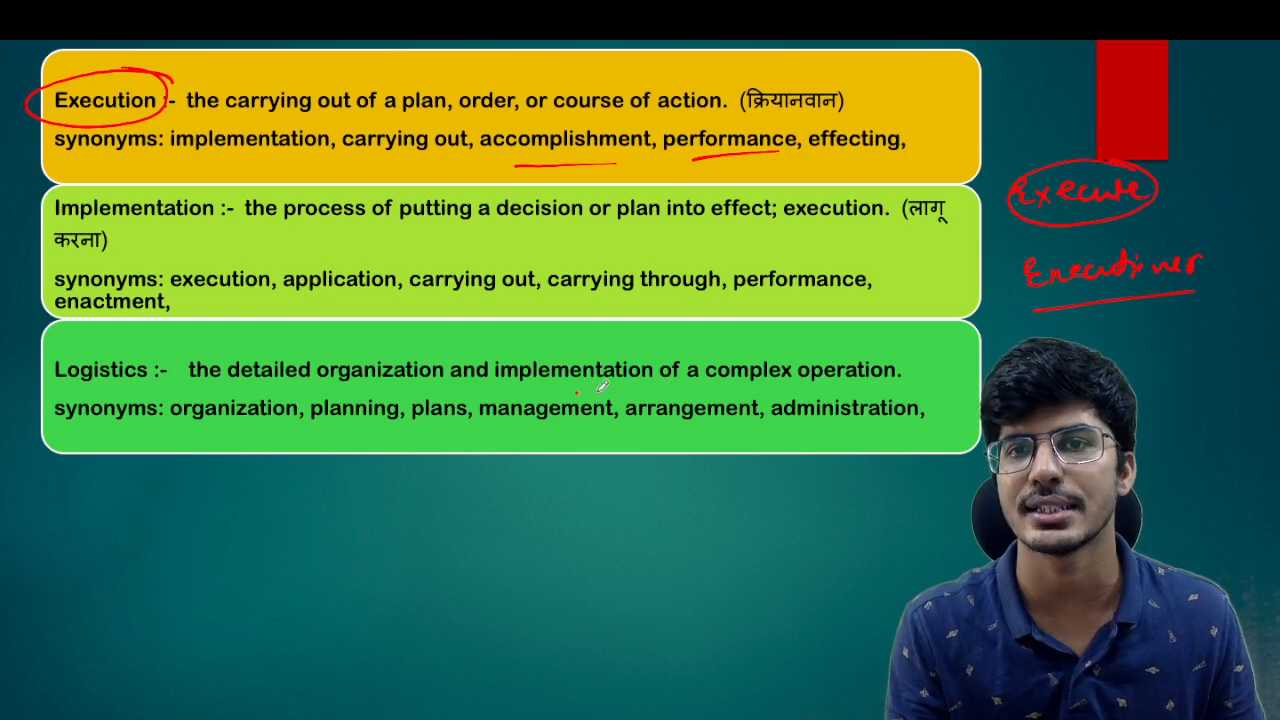 Execution :- the carrying out of a plan, order, or course of action. (क्रियानवान)
synonyms: implementation, carrying out, accomplishment, performance, effecting,
Implementation :- the process of putting a decision or plan into effect; execution. (लागू
करना)
synonyms: execution, application, carrying out, carrying through, performance,
enactment,
Logistics :- the detailed organization and implementation of a complex operation.
synonyms: organization, planning, plans, management, arrangement, administration,
Execute
Executioner